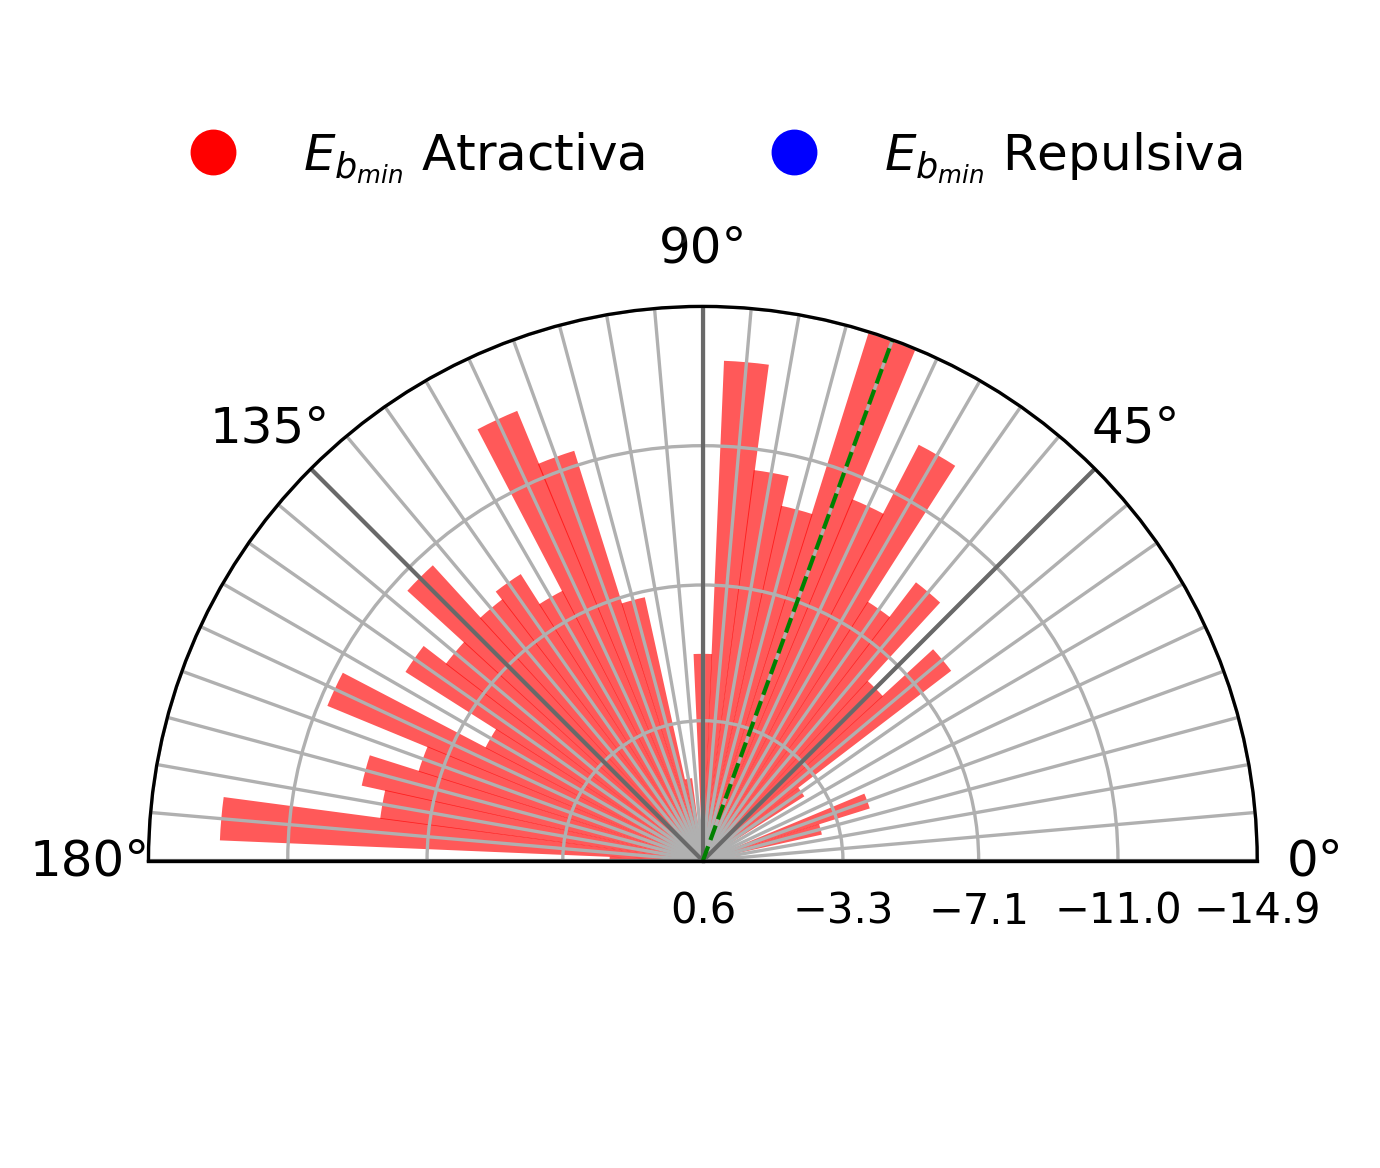 E_{b_{min}} Atractiva E_{b_{min}} Repulsiva
90°
135° 45°
180° 0°
0.6 −3.3 −7.1 −11.0 −14.9